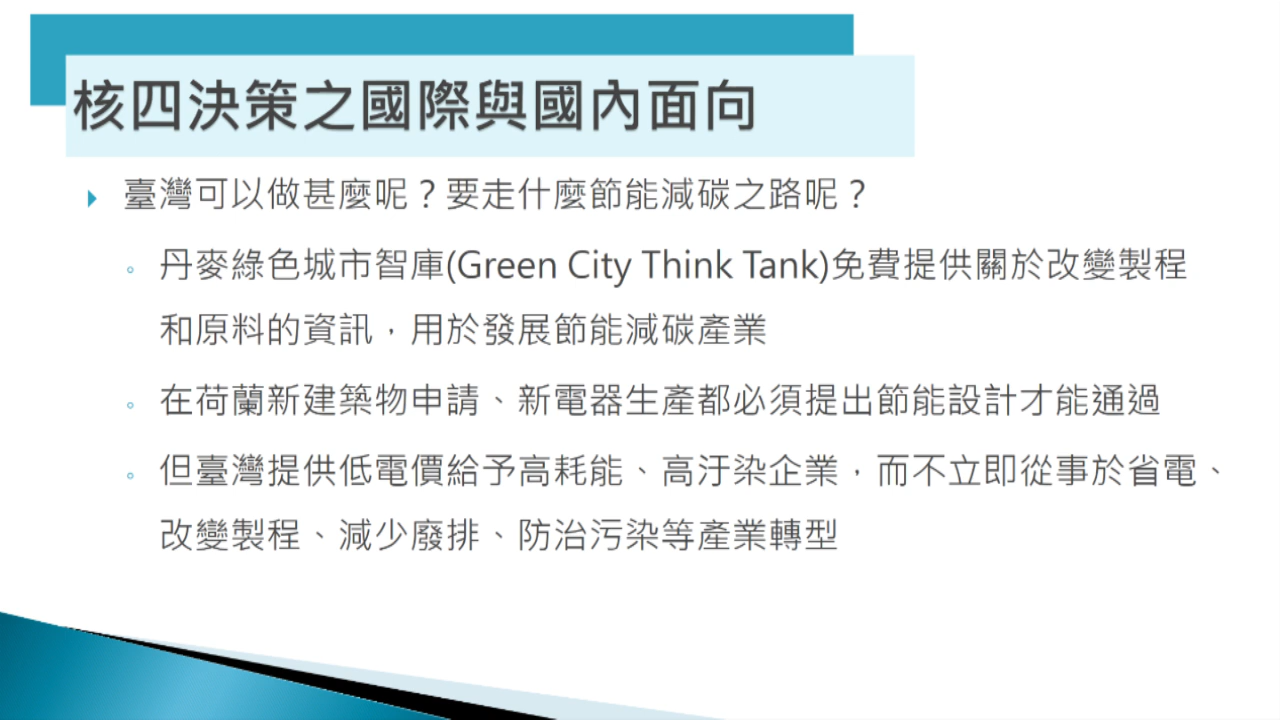 核四決策之國際與國內面向
臺灣可以做甚麼呢？要走什麼節能減碳之路呢？
丹麥綠色城市智庫(Green City Think Tank)免費提供關於改變製程
和原料的資訊，用於發展節能減碳產業
在荷蘭新建築物申請、新電器生產都必須提出節能設計才能通過
但臺灣提供低電價給予高耗能、高汙染企業，而不立即從事於省電、
改變製程、減少廢排、防治污染等產業轉型